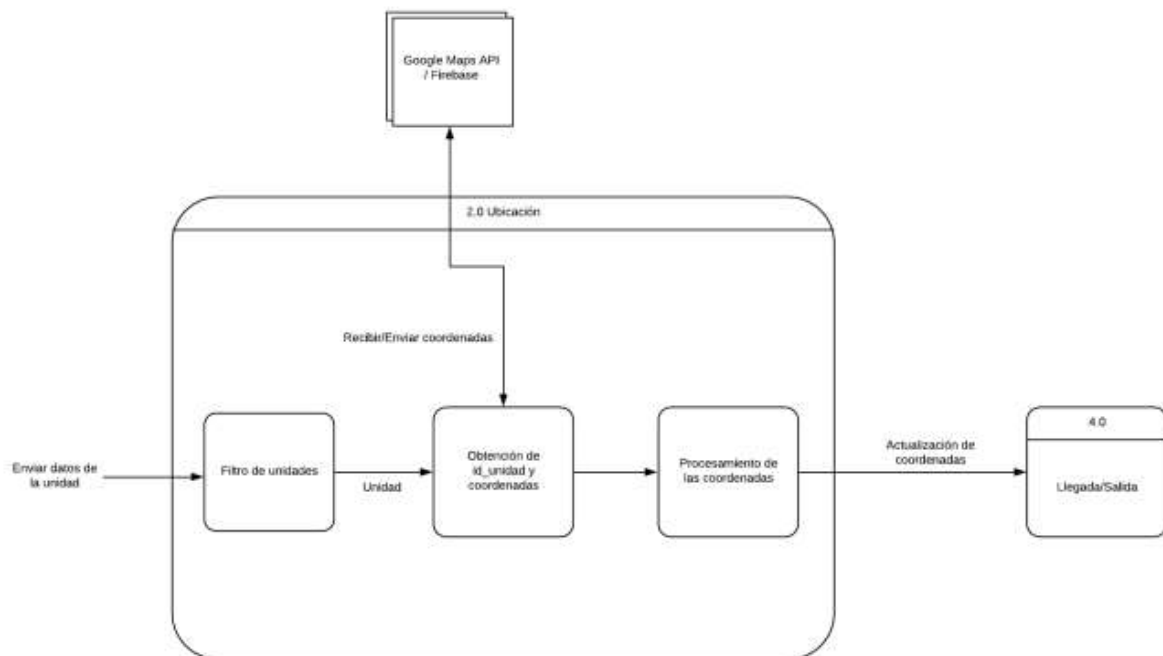 Google Maps API
/ Firebase
2.0 Ubicación
Recibir/Enviar coordenadas
Enviar datos de
la unidad
Filtro de unidades
Unidad
Obtención de
id_unidad y
coordenadas
Procesamiento de
las coordenadas
Actualización de
coordenadas
4.0
Llegada/Salida